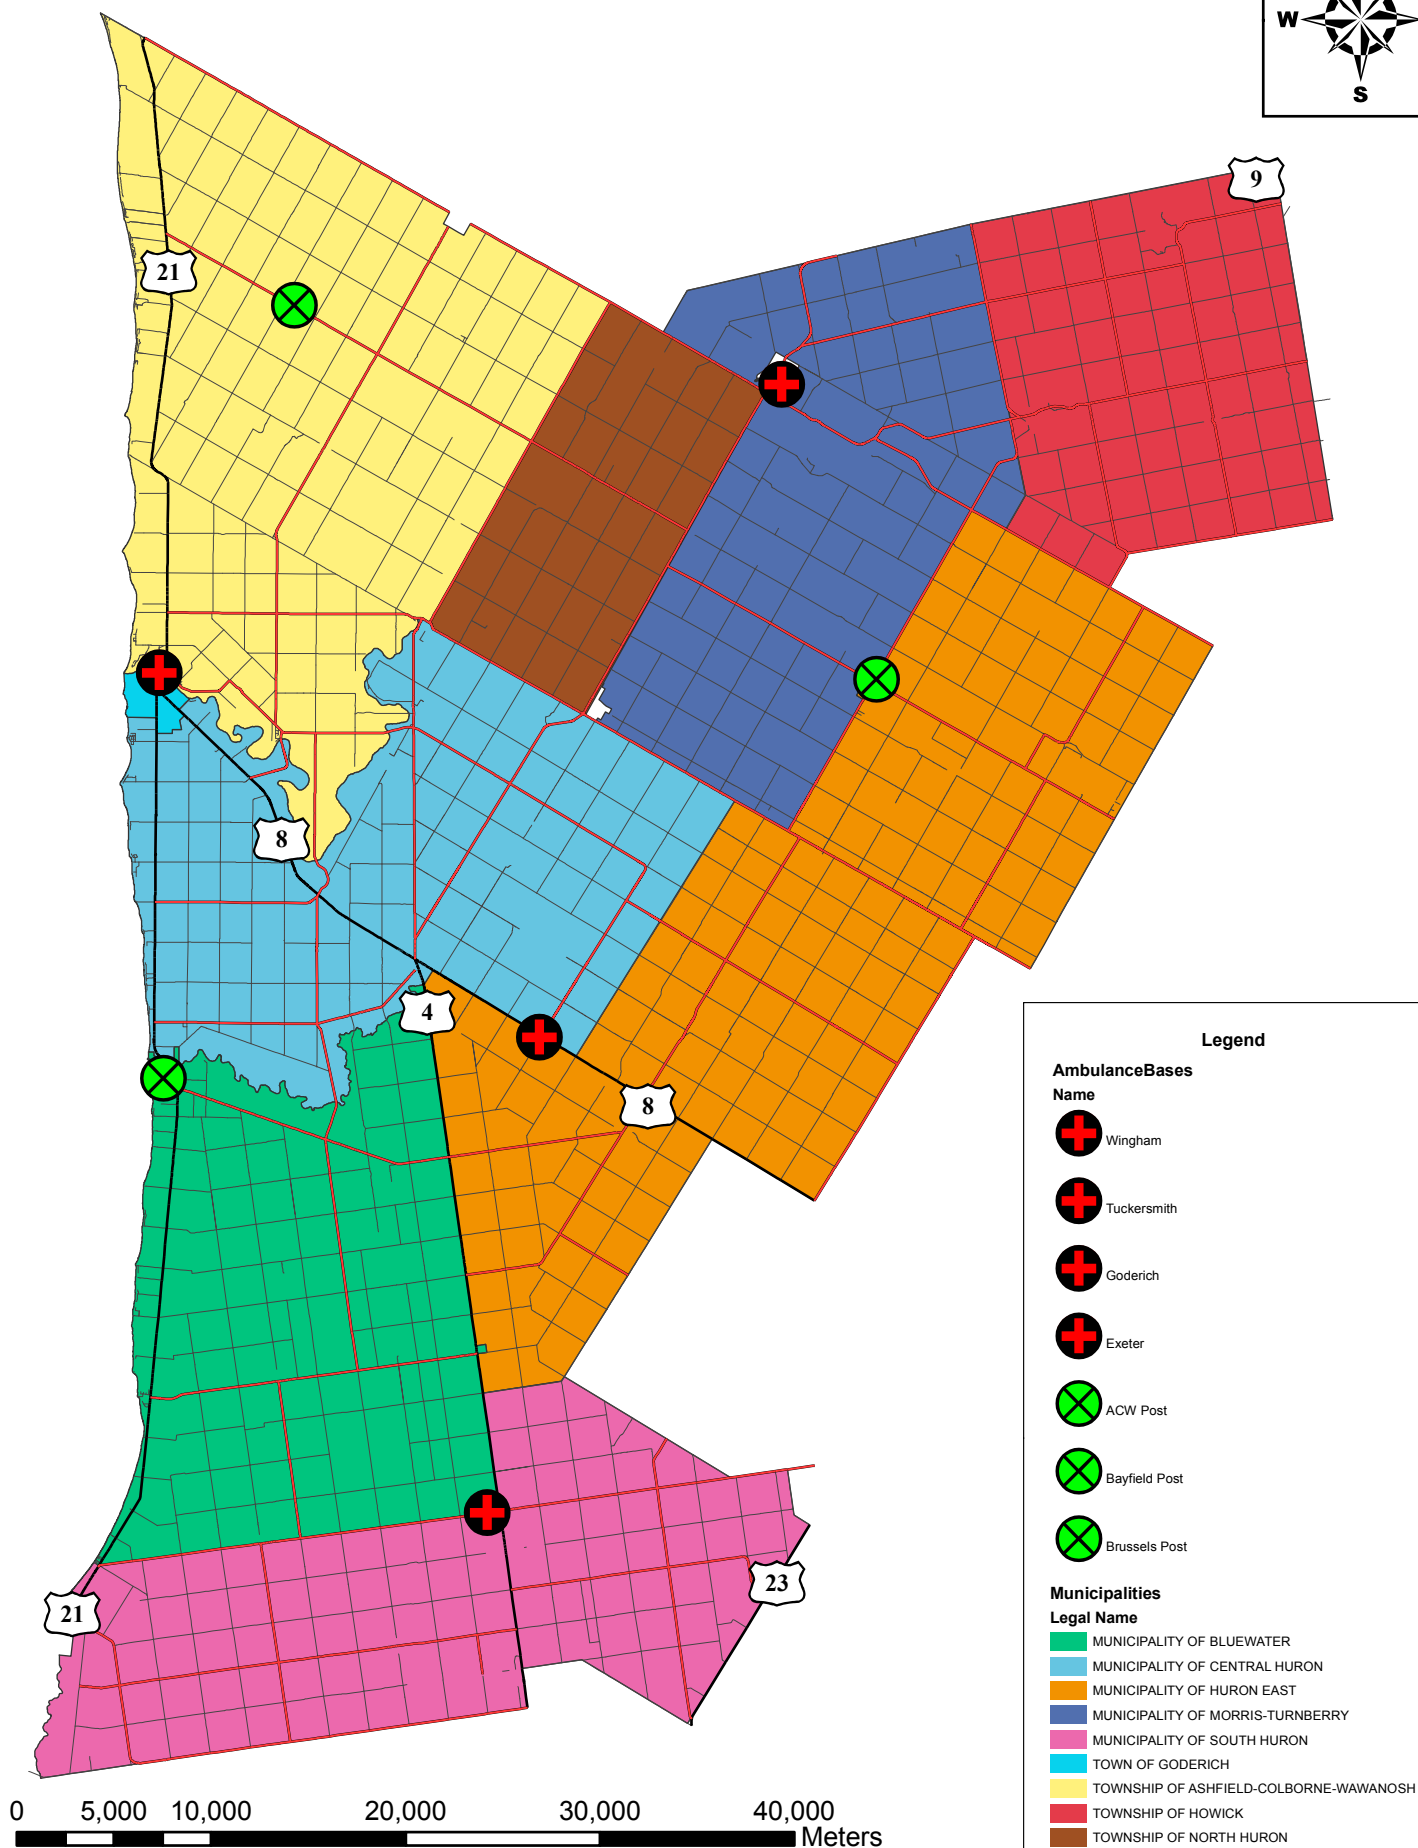 W
S
9
21
8
4
8
23
21
Legend
AmbulanceBases
Name
Wingham
Tuckersmith
Goderich
Exeter
ACW Post
Bayfield Post
Brussels Post
Municipalities
Legal Name
MUNICIPALITY OF BLUEWATER
MUNICIPALITY OF CENTRAL HURON
MUNICIPALITY OF HURON EAST
MUNICIPALITY OF MORRIS-TURNBERRY
MUNICIPALITY OF SOUTH HURON
TOWN OF GODERICH
TOWNSHIP OF ASHFIELD-COLBORNE-WAWANOSH
TOWNSHIP OF HOWICK
TOWNSHIP OF NORTH HURON
0 5,000 10,000 20,000 30,000 40,000
Meters